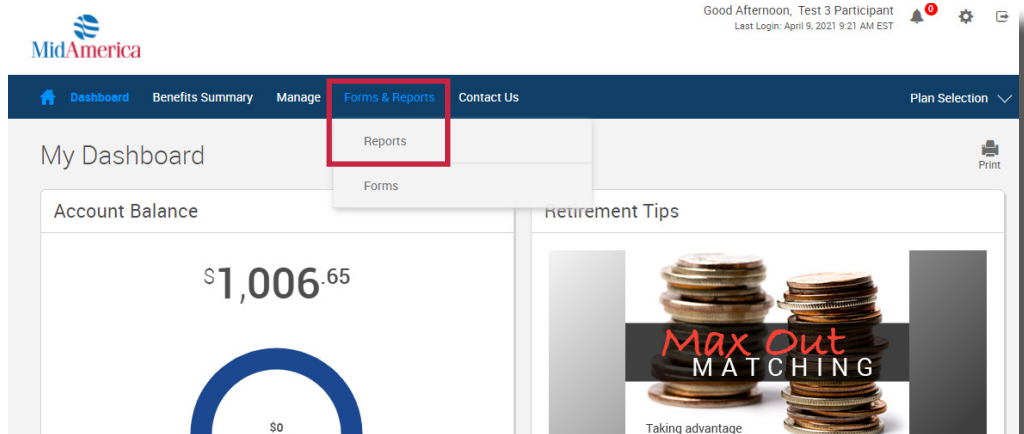 Good Afternoon, Test 3 Participant
Last Login: April 9, 2021 9:21 AM EST
0
MidAmerica
Dashboard Benefits Summary Manage Forms & Reports Contact Us Plan Selection
Reports
Forms
My Dashboard
Print
Account Balance
Retirement Tips
$1,006.65
$0
Max Out
MATCHING
Taking advantage